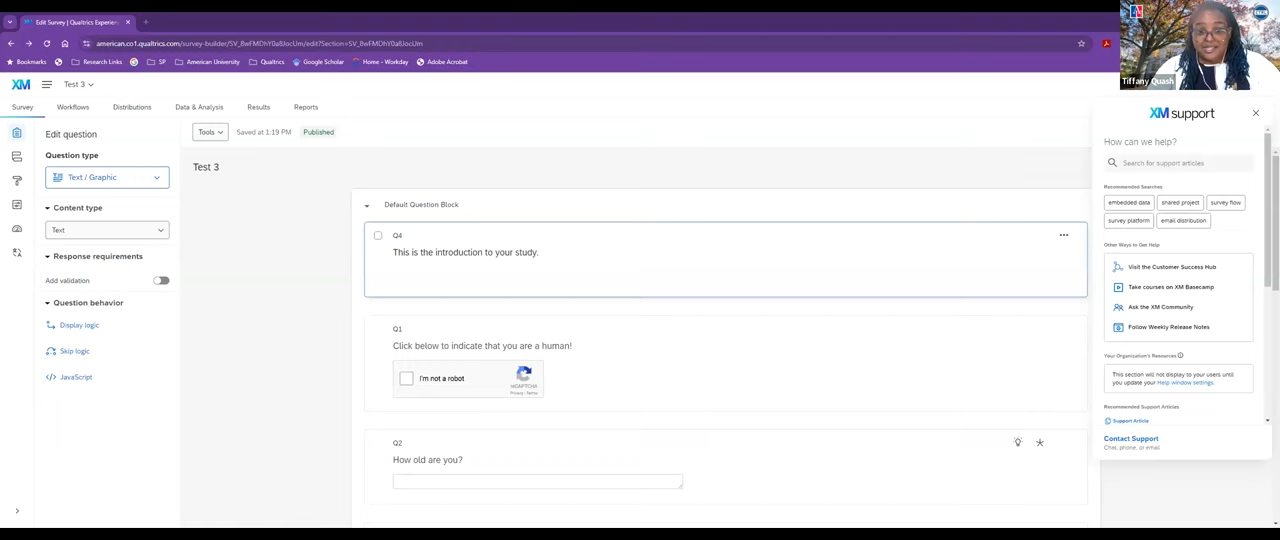 Edit Survey | Qualtrics Experien
american.co1.qualtrics.com/survey-builder/SV_8wFMDhY0a8JocUm/edit?Section=SV_8wFMDhY0a8JocUm
Bookmarks
Research Links
SP
American University
Qualtrics
Google Scholar
Home - Workday
Adobe Acrobat
Tiffany Quash
XM
Test 3
Survey
Workflows
Distributions
Data & Analysis
Results
Reports
Edit question
Question type
Text / Graphic
Content type
Text
Response requirements
Add validation
Question behavior
Display logic
Skip logic
JavaScript
Tools
Saved at 1:19 PM
Published
Test 3
Default Question Block
Q4
This is the introduction to your study.
Q1
Click below to indicate that you are a human!
I'm not a robot
reCAPTCHA
Privacy - Terms
Q2
How old are you?
XM support
How can we help?
Search for support articles
Recommended Searches
embedded data
shared project
survey flow
survey platform
email distribution
Other Ways to Get Help
Visit the Customer Success Hub
Take courses on XM Basecamp
Ask the XM Community
Follow Weekly Release Notes
Your Organization's Resources
This section will not display to your users until
you update your Help window settings.
Recommended Support Articles
Support Article
Contact Support
Chat, phone, or email